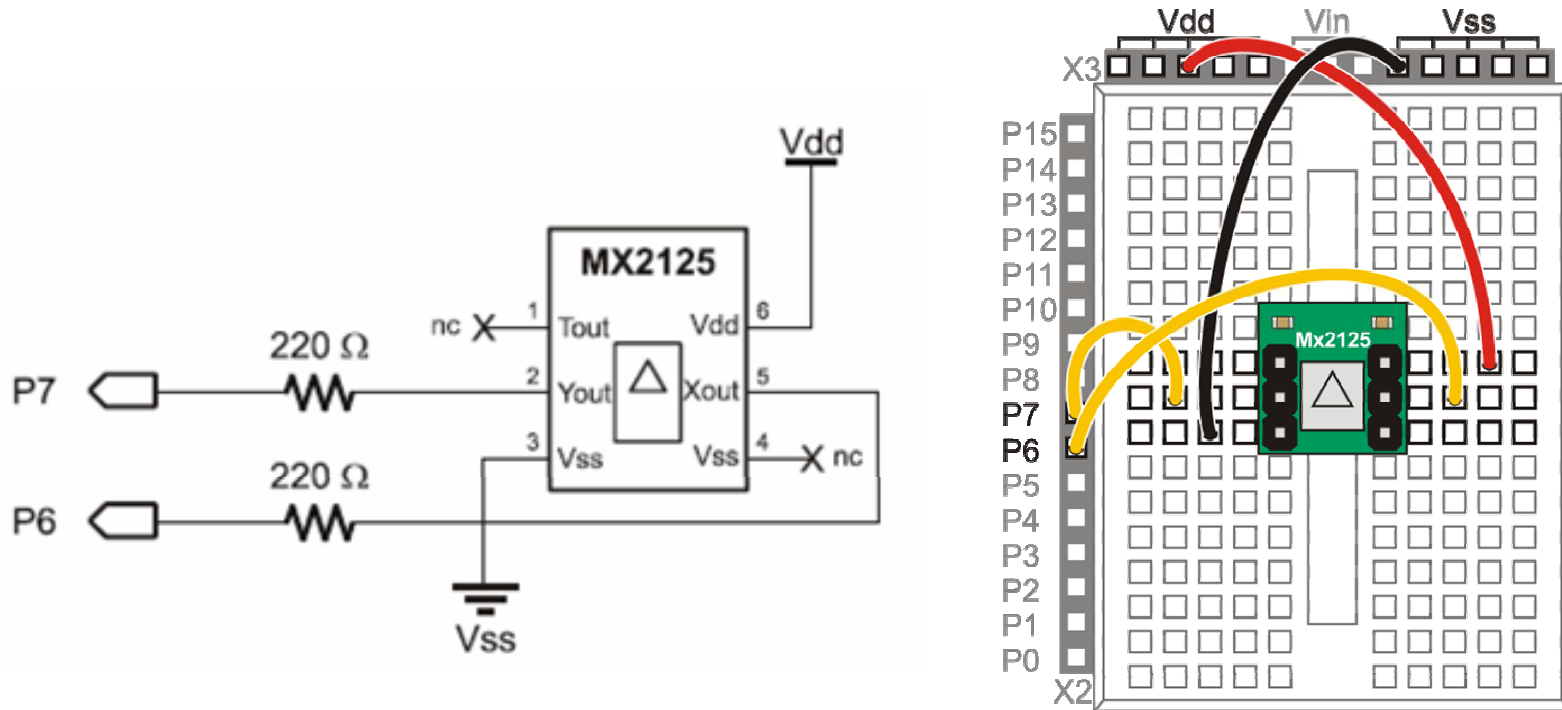 Vdd
MX2125
nc
1
Tout
Vdd
6
220 Ω
P7
2
Yout
Xout
5
3
Vss
Vss
4
nc
220 Ω
P6
Vss
Vdd
Vin
Vss
X3
P15
P14
P13
P12
P11
P10
P9
P8
P7
P6
P5
P4
P3
P2
P1
P0
X2
Mx2125